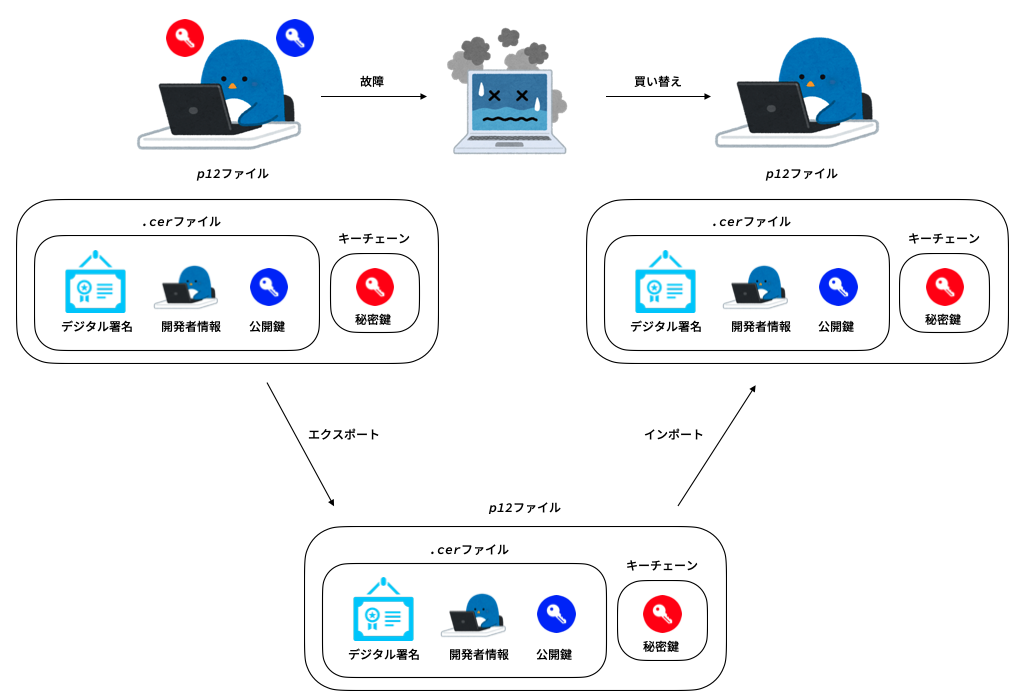 故障
買い替え
p12ファイル
p12ファイル
.cerファイル
キーチェーン
デジタル署名
開発者情報
公開鍵
秘密鍵
.cerファイル
キーチェーン
デジタル署名
開発者情報
公開鍵
秘密鍵
エクスポート
インポート
p12ファイル
.cerファイル
キーチェーン
デジタル署名
開発者情報
公開鍵
秘密鍵